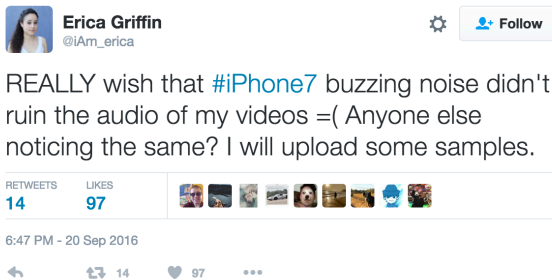 Erica Griffin
@iAm_erica
Follow
REALLY wish that #iPhone7 buzzing noise didn't
ruin the audio of my videos =( Anyone else
noticing the same? I will upload some samples.
RETWEETS LIKES
14 97
6:47 PM - 20 Sep 2016
14 97